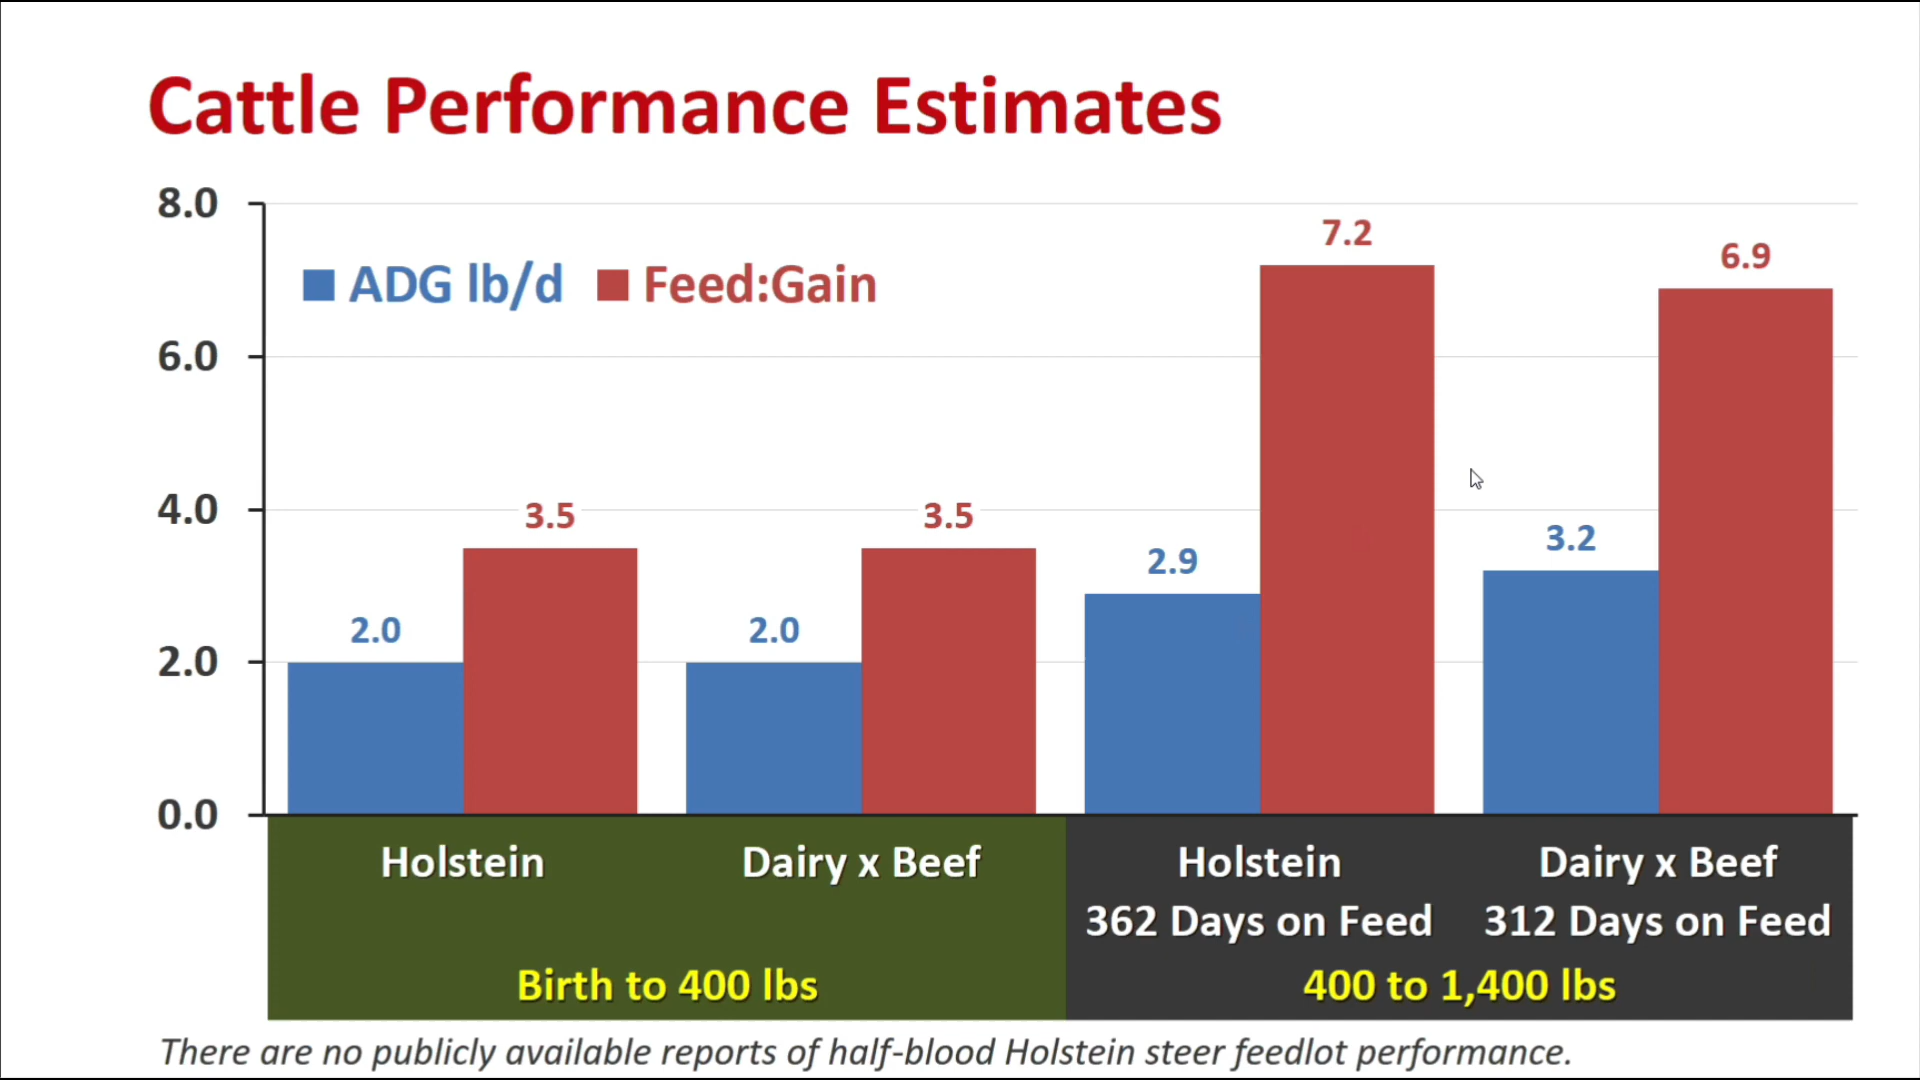 Cattle Performance Estimates
8.0
6.0
4.0
2.0
0.0
ADG lb/d Feed:Gain
2.0
3.5
2.0
3.5
2.9
7.2
3.2
6.9
Holstein
Dairy x Beef
Holstein
362 Days on Feed
Dairy x Beef
312 Days on Feed
Birth to 400 lbs
400 to 1,400 lbs
There are no publicly available reports of half-blood Holstein steer feedlot performance.